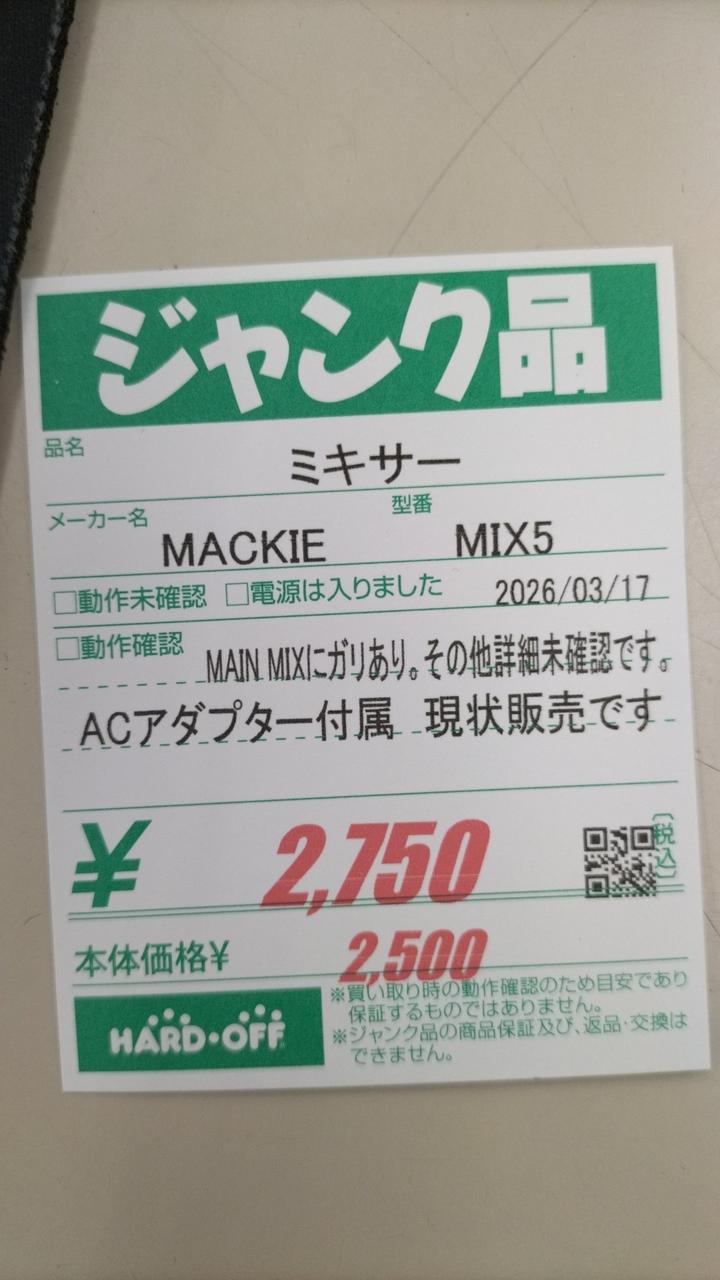 ジャンク品
品名
ミキサー
メーカー名 MACKIE 型番 MIX5
□動作未確認 □電源は入りました 2026/03/17
□動作確認 MAIN MIXにガリあり。その他詳細未確認です。
ACアダプター付属 現状販売です
¥ 2,750 (税込)
本体価格¥ 2,500
HARD・OFF
※買い取り時の動作確認のため目安であり
保証するものではありません。
※ジャンク品の商品保証及び、返品・交換は
できません。